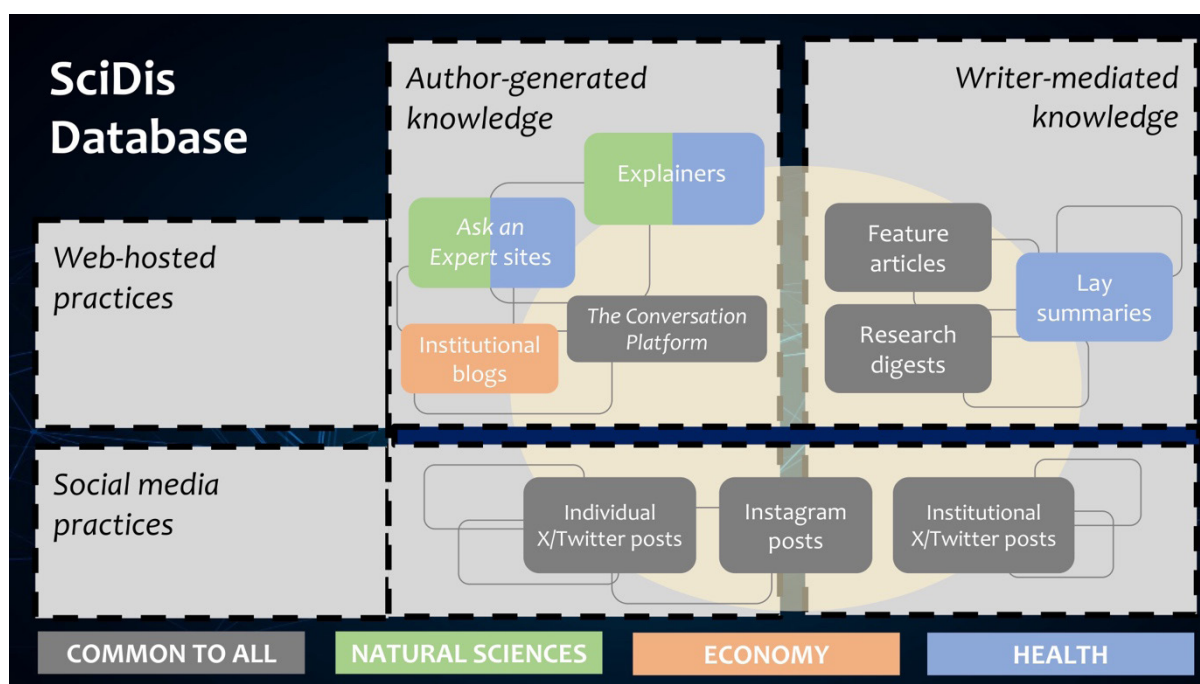 SciDis
Database
Author-generated
knowledge
Writer-mediated
knowledge
Web-hosted
practices
Explainers
Ask an
Expert sites
The Conversation
Platform
Institutional
blogs
Feature
articles
Lay
summaries
Research
digests
Social media
practices
Individual
X/Twitter posts
Instagram
posts
Institutional
X/Twitter posts
COMMON TO ALL
NATURAL SCIENCES
ECONOMY
HEALTH